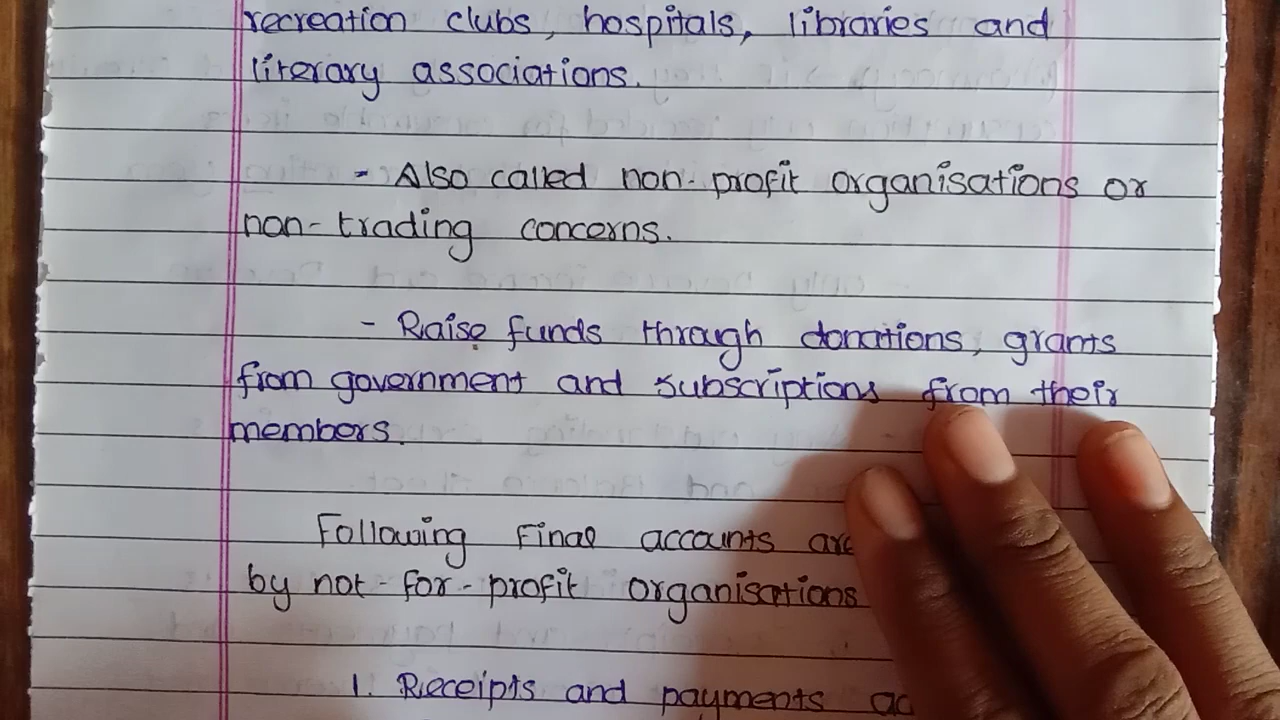 recreation clubs, hospitals, libraries and
literary associations.
- Also called non-profit organisations or
non-trading concerns.
- Raise funds through donations, grants
from government and subscriptions from their
members.
Following Final accounts are
by not-for-profit organisations
1. Receipts and payments